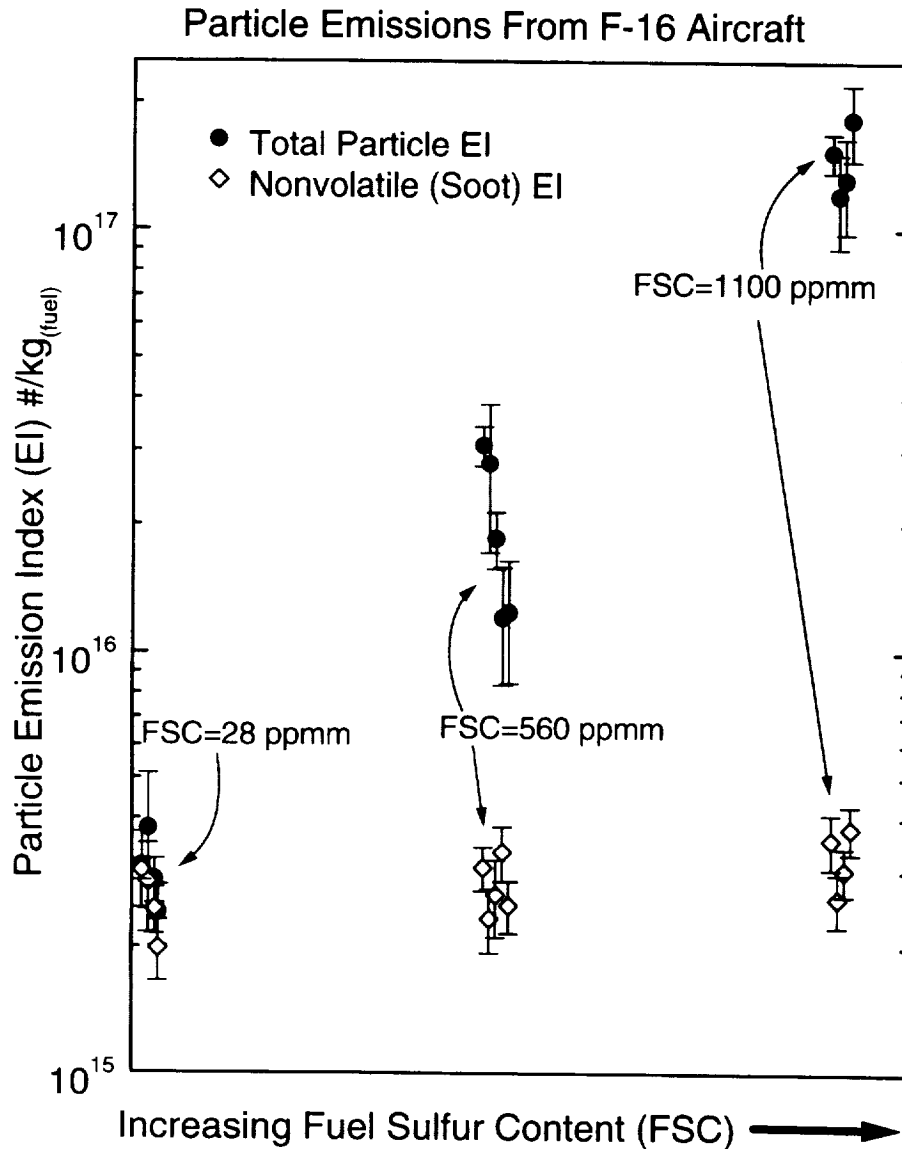 Particle Emissions From F-16 Aircraft
Total Particle EI
Nonvolatile (Soot) EI
10^17
FSC=1100 ppmm
Particle Emission Index (EI) #/kg(fuel)
10^16
FSC=28 ppmm
FSC=560 ppmm
10^15
Increasing Fuel Sulfur Content (FSC)